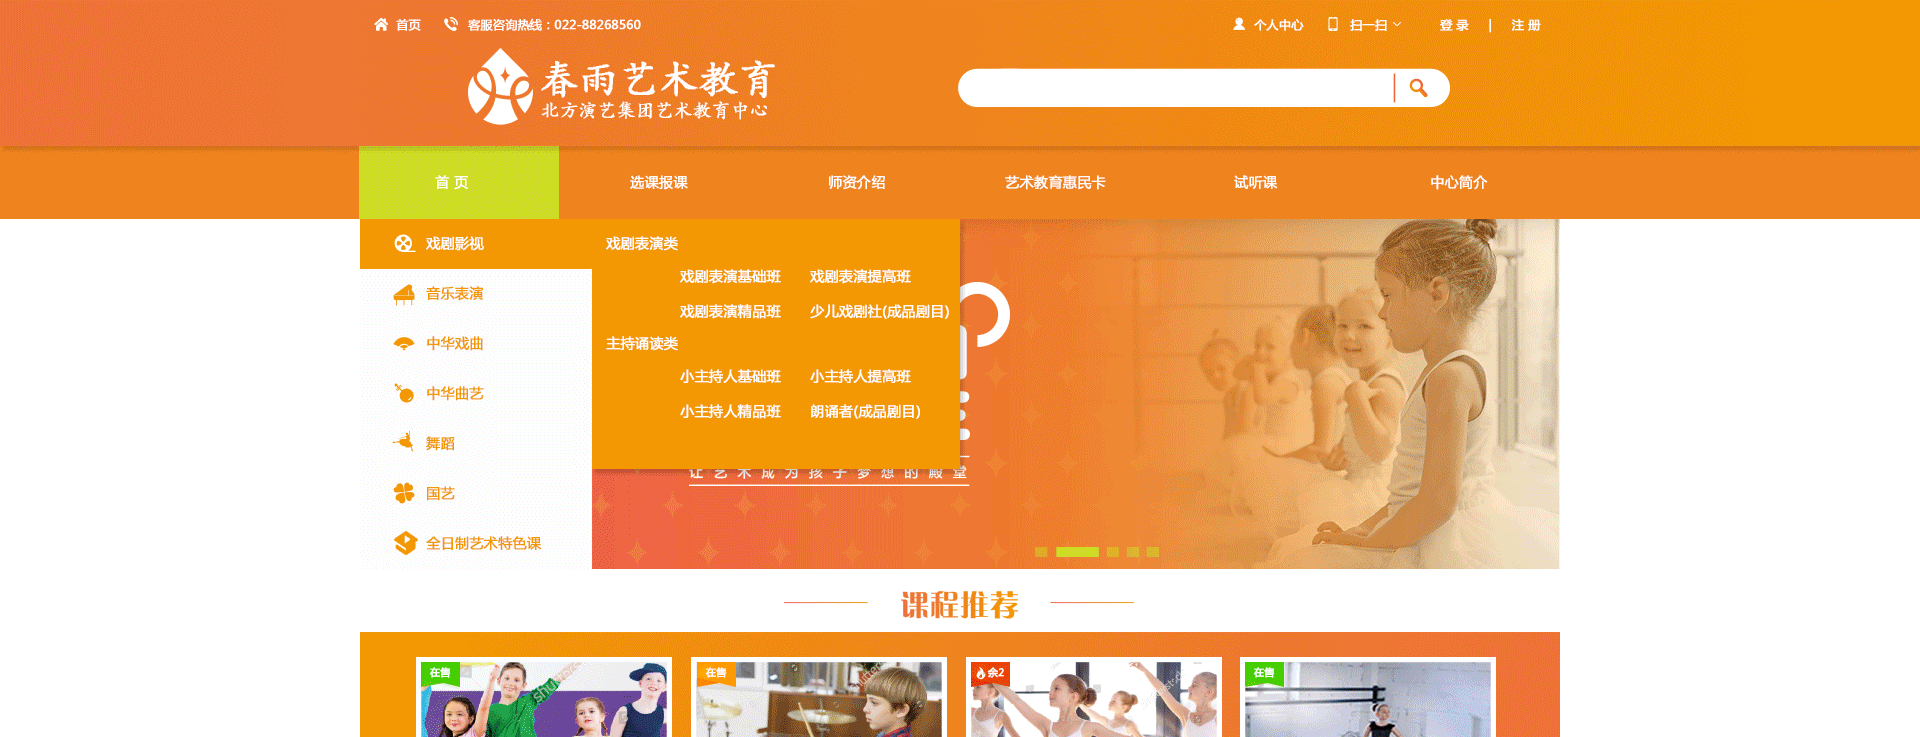 首页
客服咨询热线：022-88268560
个人中心
扫一扫
登 录 | 注 册
春雨艺术教育
北方演艺集团艺术教育中心
首 页
选课报课
师资介绍
艺术教育惠民卡
试听课
中心简介
戏剧影视
音乐表演
中华戏曲
中华曲艺
舞蹈
国艺
全日制艺术特色课
戏剧表演类
戏剧表演基础班 戏剧表演提高班
戏剧表演精品班 少儿戏剧社(成品剧目)
主持诵读类
小主持人基础班 小主持人提高班
小主持人精品班 朗诵者(成品剧目)
让艺术成为孩子梦想的殿堂
课程推荐
在售
在售
余2
在售